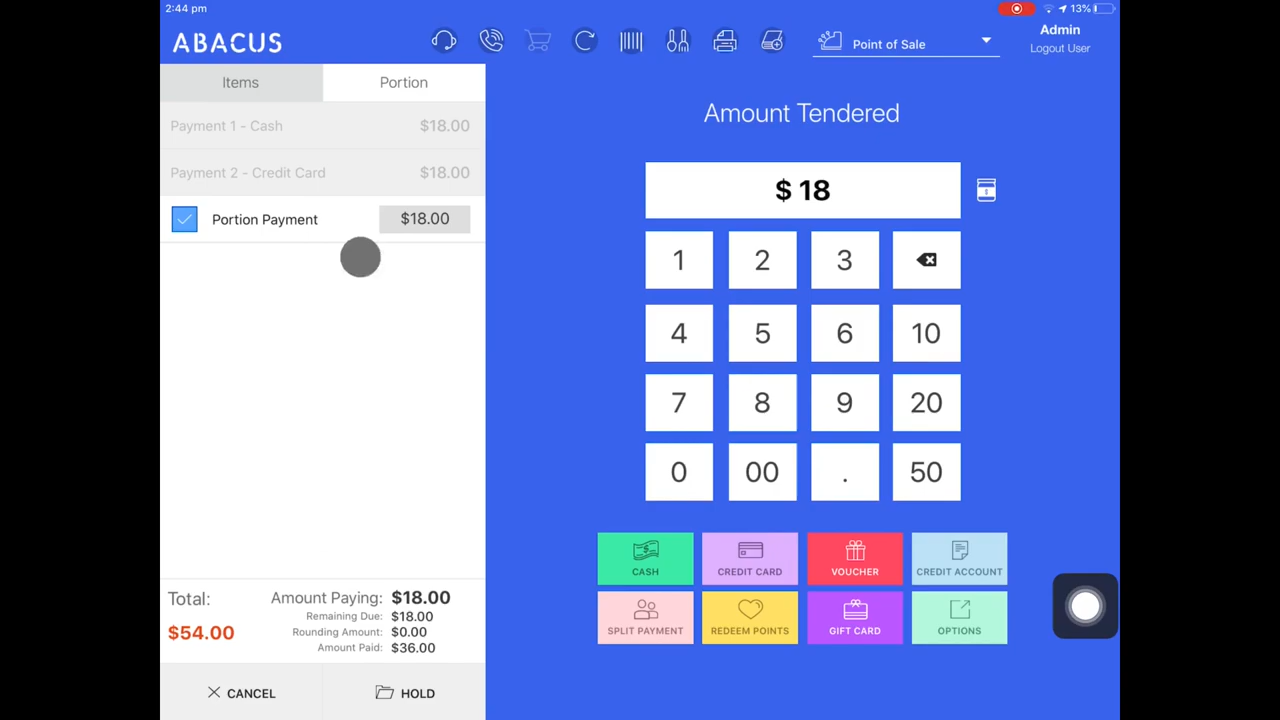 2:44 pm
13%
ABACUS
Point of Sale
Admin
Logout User
Items
Portion
Payment 1 - Cash $18.00
Payment 2 - Credit Card $18.00
Portion Payment $18.00
Total:
$54.00
Amount Paying: $18.00
Remaining Due: $18.00
Rounding Amount: $0.00
Amount Paid: $36.00
CANCEL
HOLD
Amount Tendered
$ 18
1 2 3
4 5 6 10
7 8 9 20
0 00 . 50
CASH
CREDIT CARD
VOUCHER
CREDIT ACCOUNT
SPLIT PAYMENT
REDEEM POINTS
GIFT CARD
OPTIONS